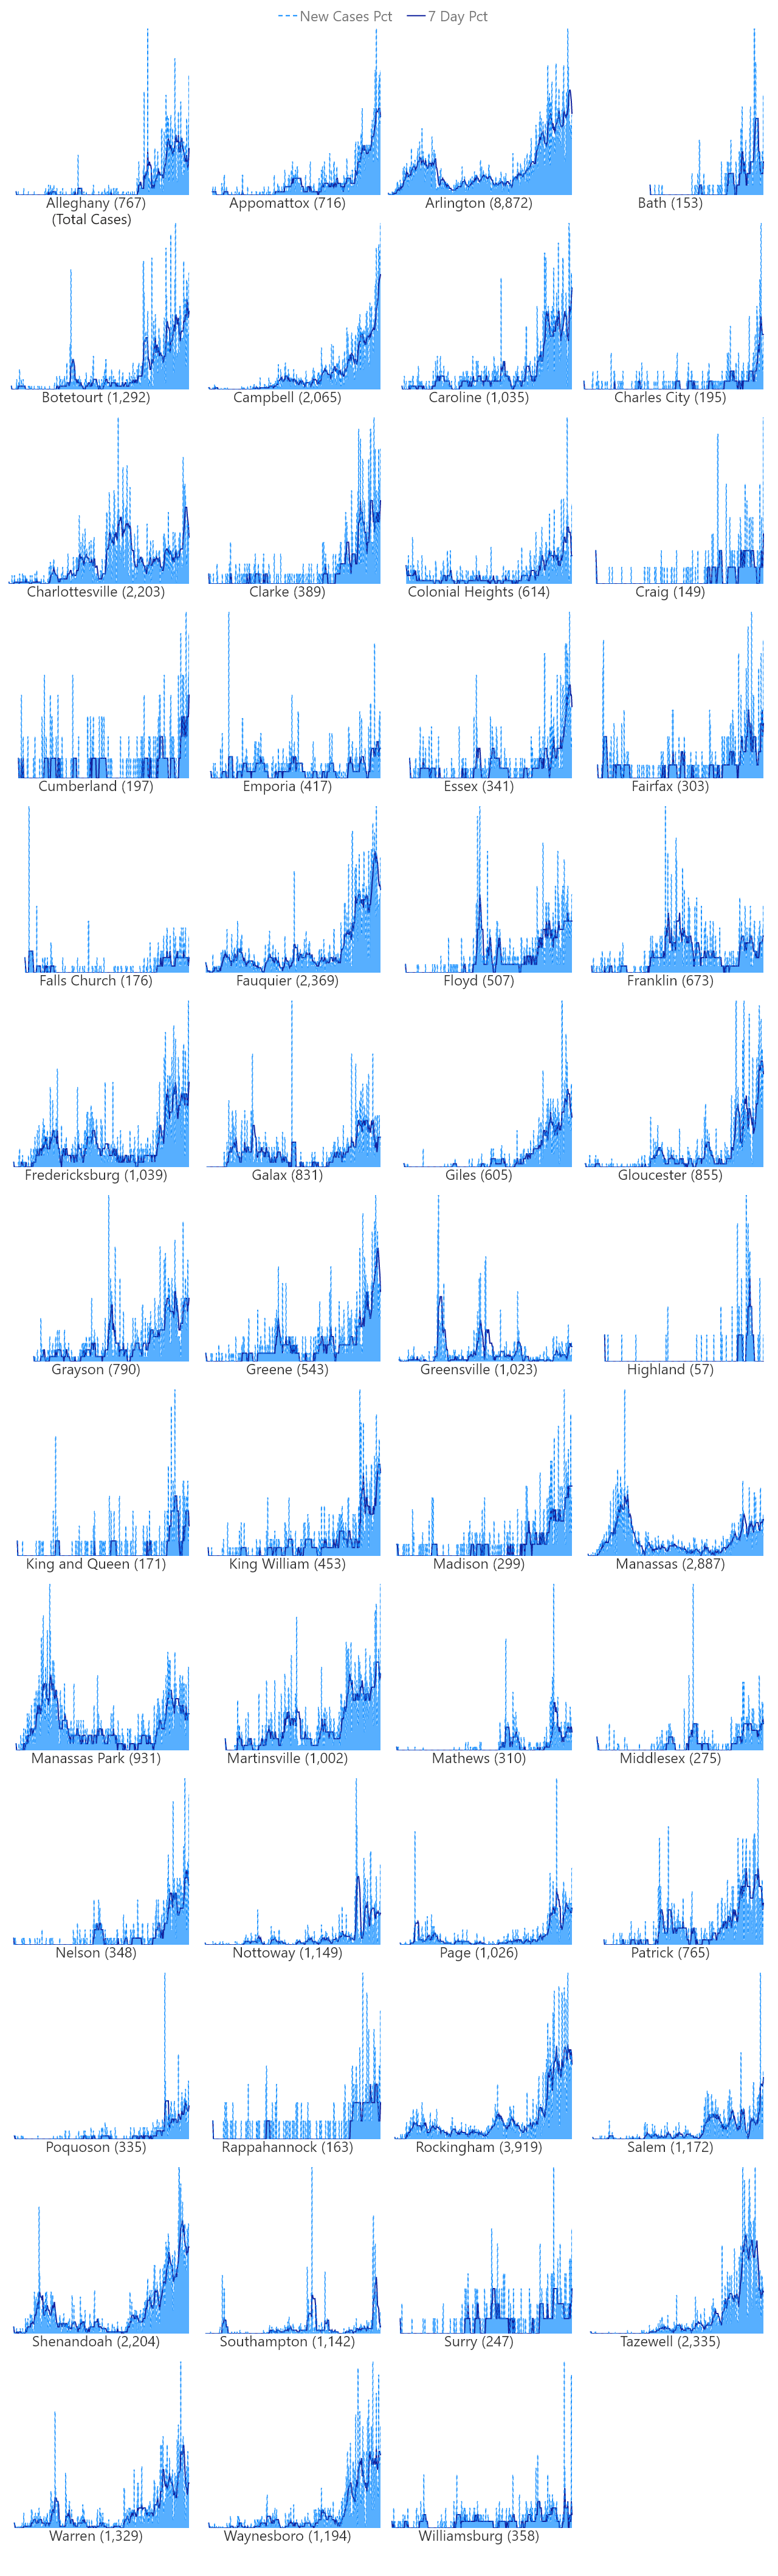 New Cases Pct 7 Day Pct
Alleghany (767) Appomattox (716) Arlington (8,872) Bath (153)
(Total Cases)
Botetourt (1,292) Campbell (2,065) Caroline (1,035) Charles City (195)
Charlottesville (2,203) Clarke (389) Colonial Heights (614) Craig (149)
Cumberland (197) Emporia (417) Essex (341) Fairfax (303)
Falls Church (176) Fauquier (2,369) Floyd (507) Franklin (673)
Fredericksburg (1,039) Galax (831) Giles (605) Gloucester (855)
Grayson (790) Greene (543) Greensville (1,023) Highland (57)
King and Queen (171) King William (453) Madison (299) Manassas (2,887)
Manassas Park (931) Martinsville (1,002) Mathews (310) Middlesex (275)
Nelson (348) Nottoway (1,149) Page (1,026) Patrick (765)
Poquoson (335) Rappahannock (163) Rockingham (3,919) Salem (1,172)
Shenandoah (2,204) Southampton (1,142) Surry (247) Tazewell (2,335)
Warren (1,329) Waynesboro (1,194) Williamsburg (358)